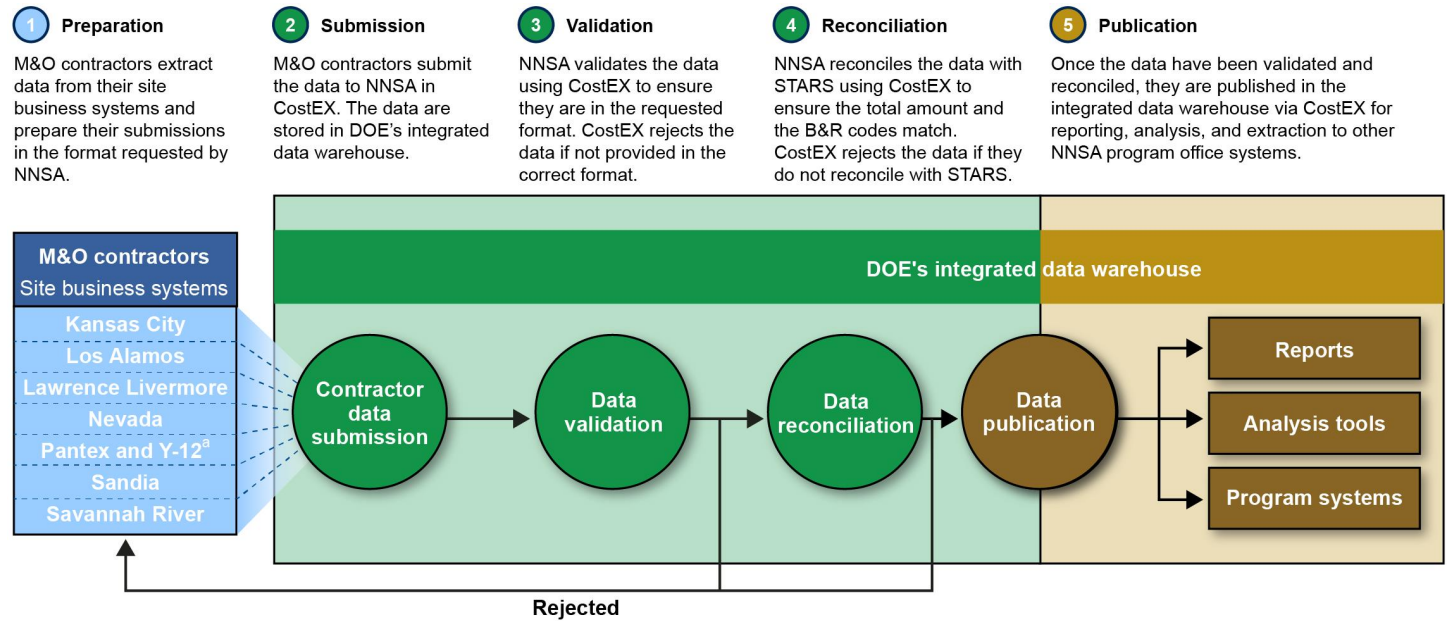 1 Preparation
M&O contractors extract
data from their site
business systems and
prepare their submissions
in the format requested by
NNSA.
2 Submission
M&O contractors submit
the data to NNSA in
CostEX. The data are
stored in DOE's integrated
data warehouse.
3 Validation
NNSA validates the data
using CostEX to ensure
they are in the requested
format. CostEX rejects the
data if not provided in the
correct format.
4 Reconciliation
NNSA reconciles the data with
STARS using CostEX to
ensure the total amount and
the B&R codes match.
CostEX rejects the data if they
do not reconcile with STARS.
5 Publication
Once the data have been validated and
reconciled, they are published in the
integrated data warehouse via CostEX for
reporting, analysis, and extraction to other
NNSA program office systems.
M&O contractors
Site business systems
Kansas City
Los Alamos
Lawrence Livermore
Nevada
Pantex and Y-12a
Sandia
Savannah River
DOE's integrated data warehouse
Contractor
data
submission
Data
validation
Data
reconciliation
Data
publication
Reports
Analysis tools
Program systems
Rejected